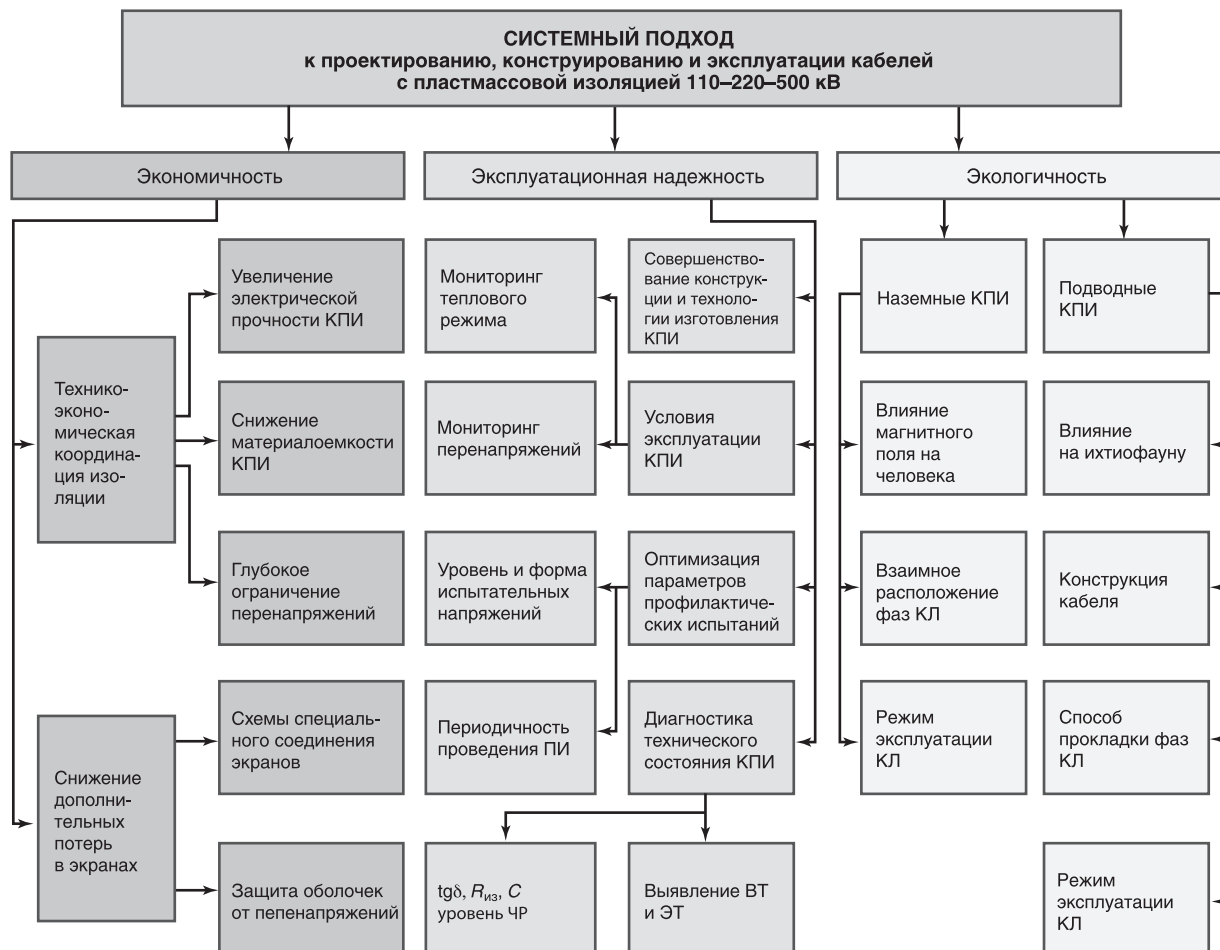 СИСТЕМНЫЙ ПОДХОД
к проектированию, конструированию и эксплуатации кабелей
с пластмассовой изоляцией 110–220–500 кВ
Экономичность
Эксплуатационная надежность
Экологичность
Увеличение
электрической
прочности КПИ
Мониторинг
теплового
режима
Совершенство-
вание конструк-
ции и техноло-
гии изготовления
КПИ
Наземные КПИ
Подводные
КПИ
Технико-
эконо-
мическая
координа-
ция изо-
ляции
Снижение
материалоемкости
КПИ
Мониторинг
перенапряжений
Условия
эксплуатации
КПИ
Влияние
магнитного
поля на
человека
Влияние
на ихтиофауну
Глубокое
ограничение
перенапряжений
Уровень и форма
испытательных
напряжений
Оптимизация
параметров
профилактиче-
ских испытаний
Взаимное
расположение
фаз КЛ
Конструкция
кабеля
Снижение
дополни-
тельных
потерь
в экранах
Схемы специаль-
ного соединения
экранов
Периодичность
проведения ПИ
Диагностика
технического
состояния КПИ
Режим
эксплуатации
КЛ
Способ
прокладки фаз
КЛ
Защита оболочек
от пепенапряжений
tgδ, Rиз, C
уровень ЧР
Выявление ВТ
и ЭТ
Режим
эксплуатации
КЛ